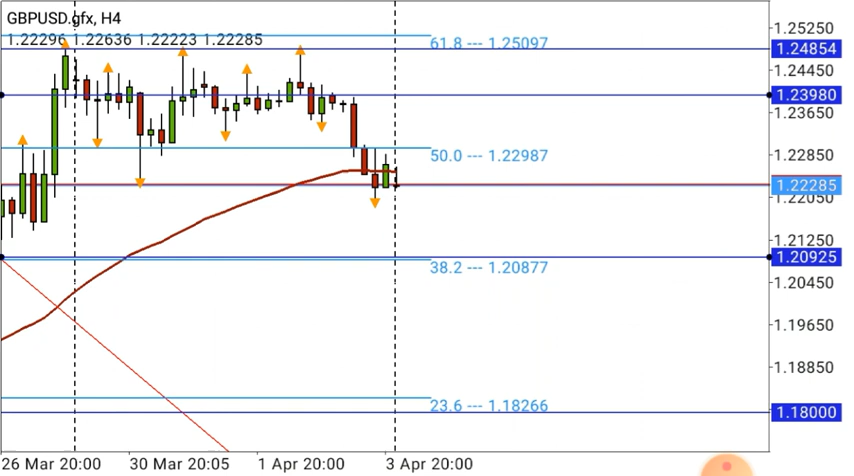 GBPUSD.gfx, H4
1.22296 1.22636 1.22223 1.22285
61.8 --- 1.25097
50.0 --- 1.22987
38.2 --- 1.20877
23.6 --- 1.18266
1.25250
1.24854
1.24450
1.23980
1.23650
1.22850
1.22285
1.22050
1.21250
1.20925
1.20450
1.19650
1.18850
1.18000
26 Mar 20:00 30 Mar 20:05 1 Apr 20:00 3 Apr 20:00